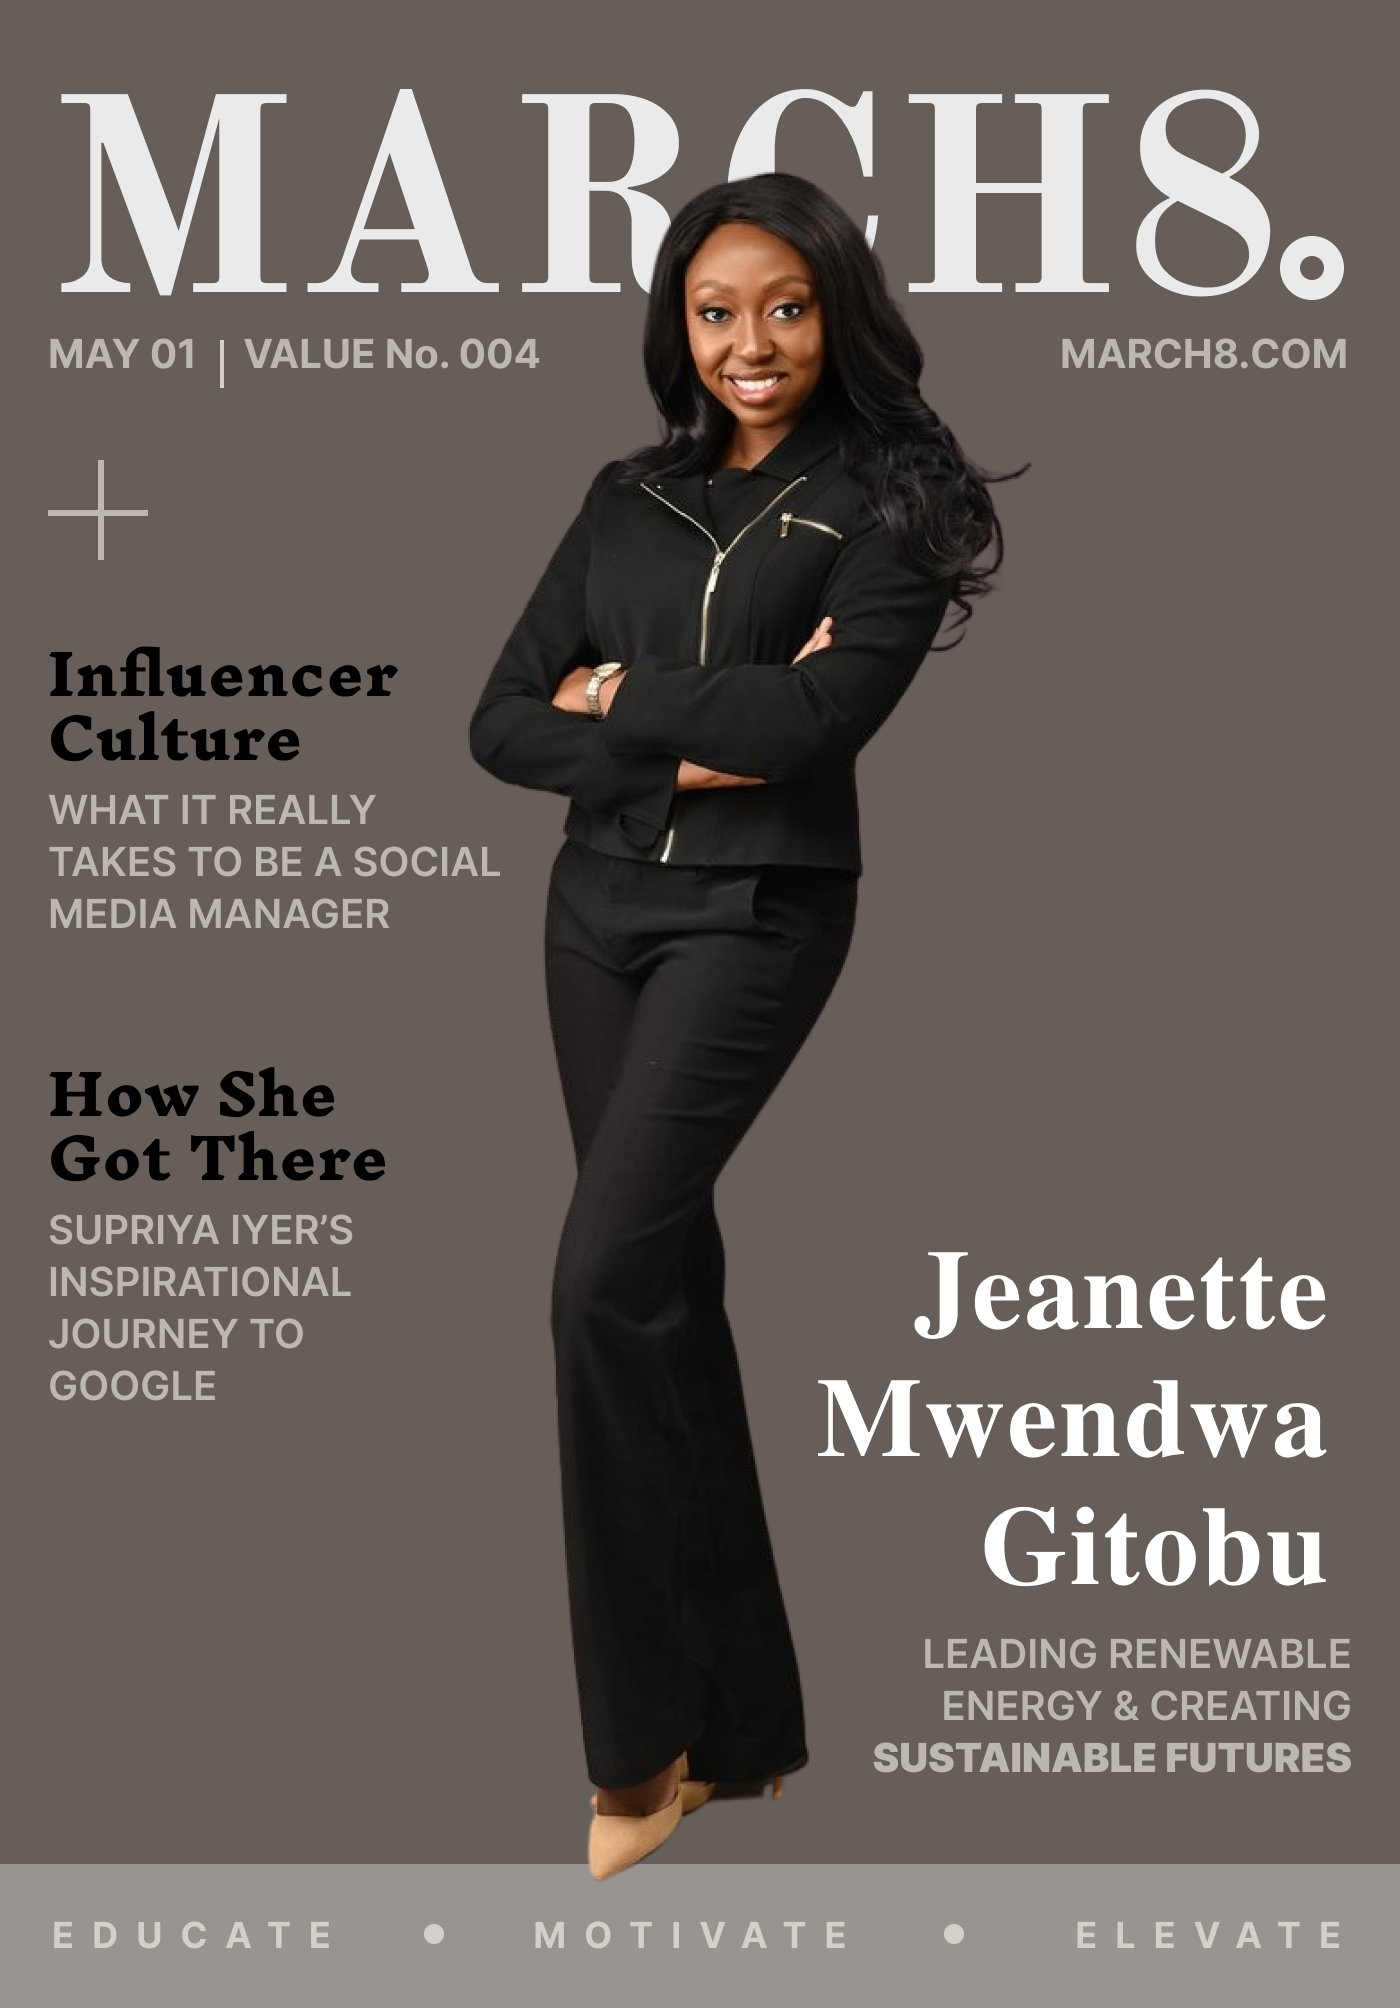 MARCH8.
MAY 01 | VALUE No. 004
MARCH8.COM
Influencer
Culture
WHAT IT REALLY
TAKES TO BE A SOCIAL
MEDIA MANAGER
How She
Got There
SUPRIYA IYER’S
INSPIRATIONAL
JOURNEY TO
GOOGLE
Jeanette
Mwendwa
Gitobu
LEADING RENEWABLE
ENERGY & CREATING
SUSTAINABLE FUTURES
EDUCATE • MOTIVATE • ELEVATE